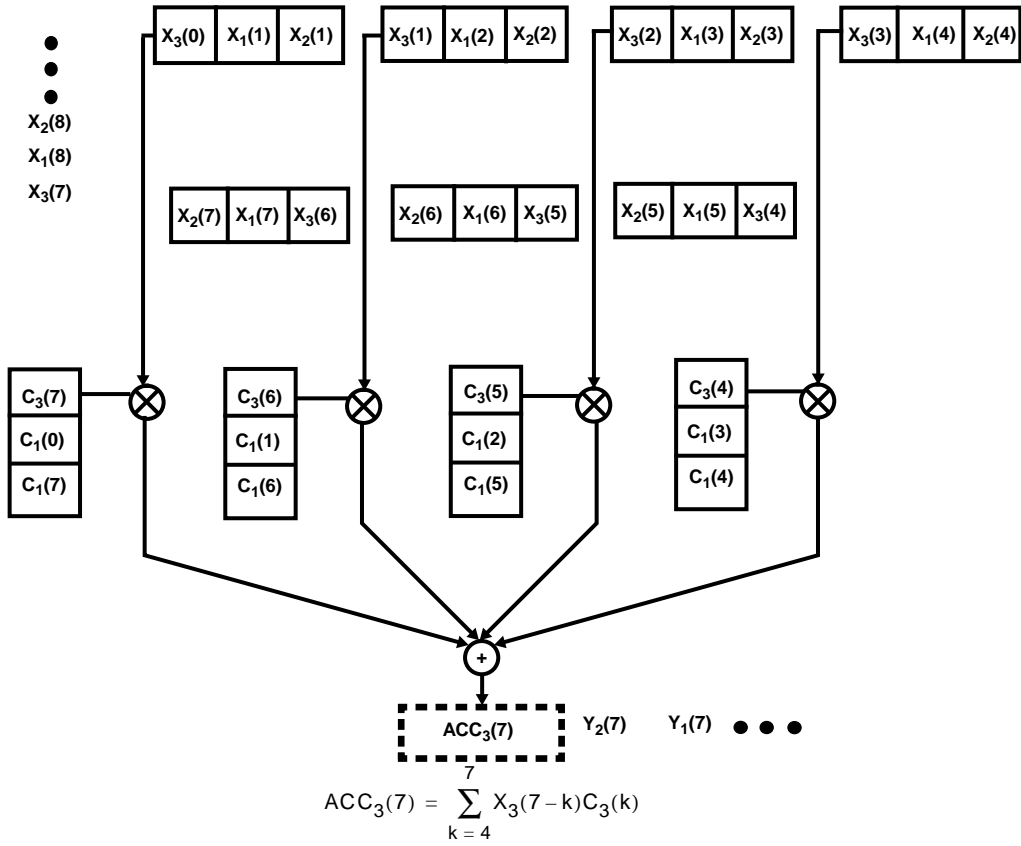 X3(0) X1(1) X2(1) X3(1) X1(2) X2(2) X3(2) X1(3) X2(3) X3(3) X1(4) X2(4)
X2(8)
X1(8)
X3(7)
X2(7) X1(7) X3(6) X2(6) X1(6) X3(5) X2(5) X1(5) X3(4)
C3(7) C3(6) C3(5) C3(4)
C1(0) C1(1) C1(2) C1(3)
C1(7) C1(6) C1(5) C1(4)
+
ACC3(7) Y2(7) Y1(7)
7
ACC3(7) = ∑ X3(7 – k)C3(k)
k = 4